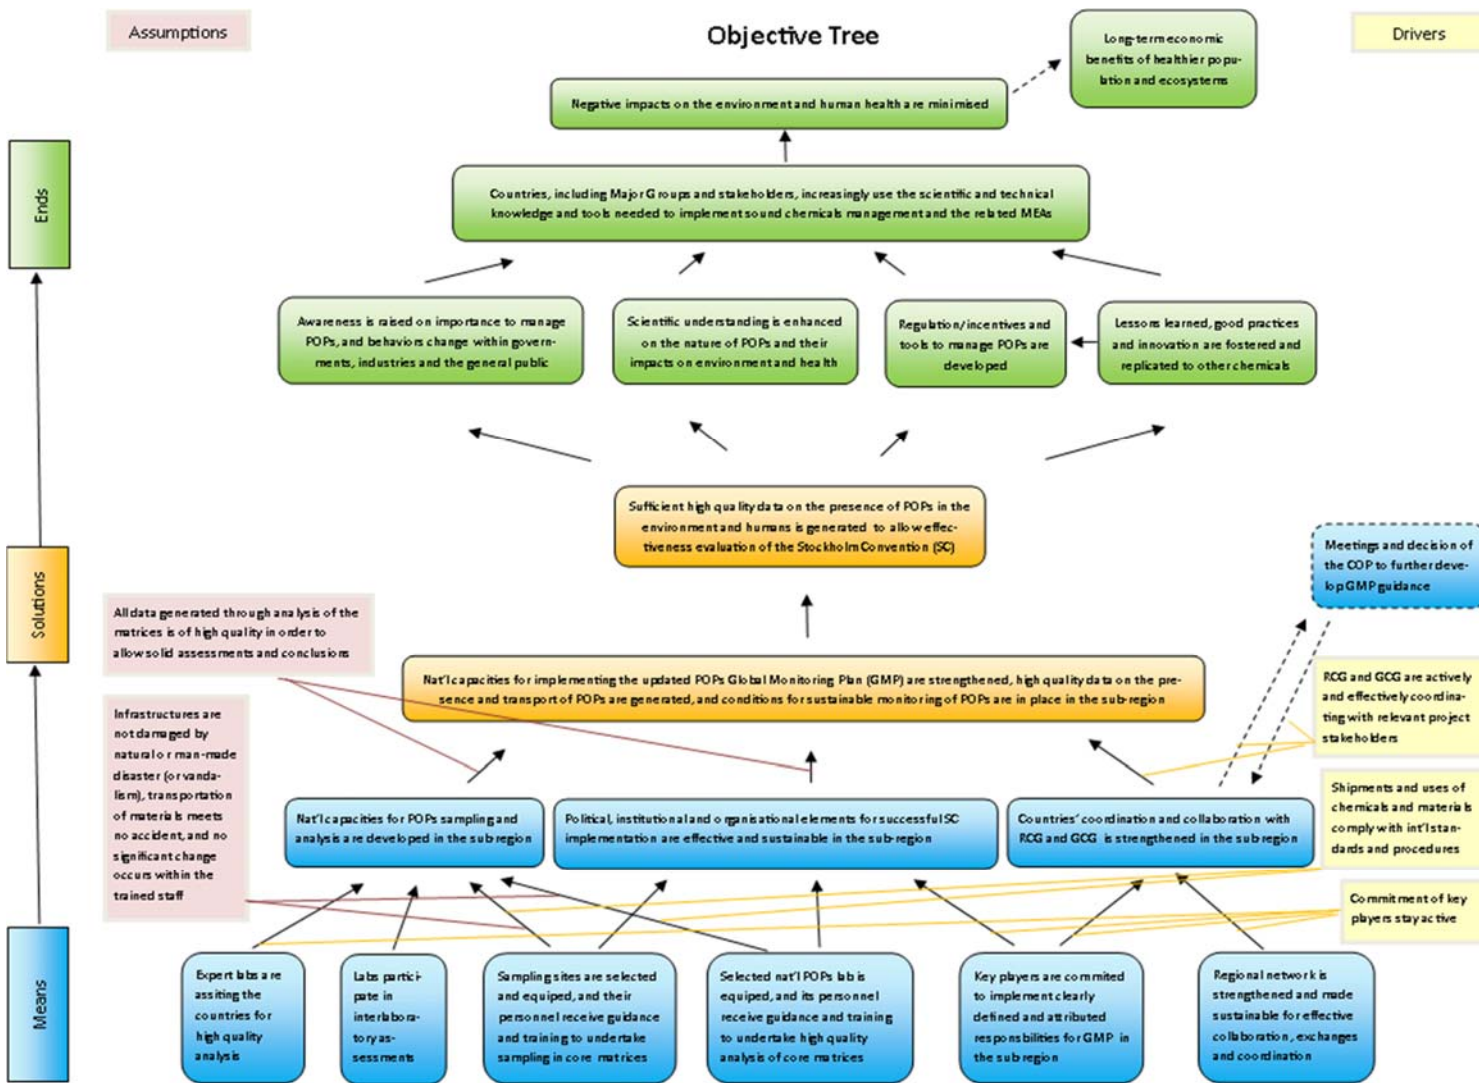 Assumptions
Objective Tree
Drivers
Long-term economic
benefits of healthier popu-
lation and ecosystems
Negative impacts on the environment and human health are minimised
Ends
Countries, including Major Groups and stakeholders, increasingly use the scientific and technical
knowledge and tools needed to implement sound chemicals management and the related MEAs
Awareness is raised on importance to manage
POPs, and behaviors change within govern-
ments, industries and the general public
Scientific understanding is enhanced
on the nature of POPs and their
impacts on environment and health
Regulation/incentives and
tools to manage POPs are
developed
Lessons learned, good practices
and innovation are fostered and
replicated to other chemicals
Sufficient high quality data on the presence of POPs in the
environment and humans is generated to allow effec-
tiveness evaluation of the Stockholm Convention (SC)
Meetings and decision of
the COP to further deve-
lop GMP guidance
Solutions
All data generated through analysis of the
matrices is of high quality in order to
allow solid assessments and conclusions
Nat'l capacities for implementing the updated POPs Global Monitoring Plan (GMP) are strengthened, high quality data on the pre-
sence and transport of POPs are generated, and conditions for sustainable monitoring of POPs are in place in the sub-region
RCG and GCG are actively
and effectively coordina-
ting with relevant project
stakeholders
Infrastructures are
not damaged by
natural or man-made
disaster (or vanda-
lism), transportation
of materials meets
no accident, and no
significant change
occurs within the
trained staff
Nat'l capacities for POPs sampling and
analysis are developed in the subregion
Political, institutional and organisational elements for successful SC
implementation are effective and sustainable in the sub-region
Countries' coordination and collaboration with
RCG and GCG is strengthened in the subregion
Shipments and uses of
chemicals and materials
comply with int'l stan-
dards and procedures
Commitment of key
players stay active
Means
Expert labs are
assiting the
countries for
high quality
analysis
Labs partici-
pate in
interlabora-
tory as-
sessments
Sampling sites are selected
and equiped, and their
personnel receive guidance
and training to undertake
sampling in core matrices
Selected nat'l POPs lab is
equiped, and its personnel
receive guidance and training
to undertake high quality
analysis of core matrices
Key players are commited
to implement clearly
defined and attributed
responsbilities for GMP in
the subregion
Regional network is
strengthened and made
sustainable for effective
collaboration, exchanges
and coordination